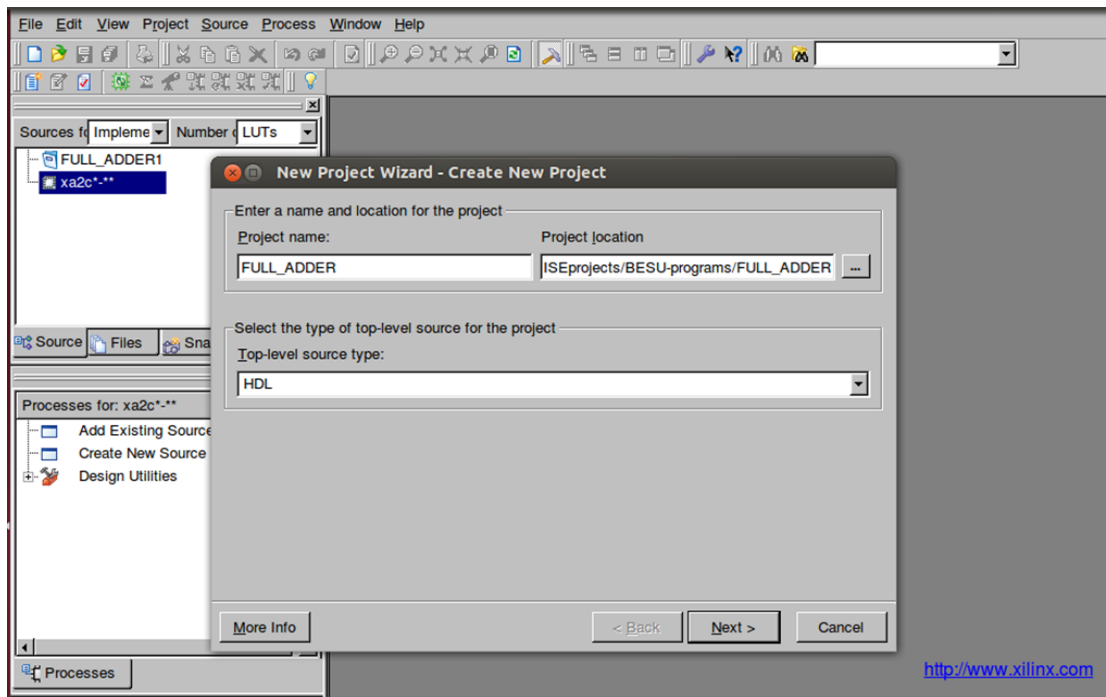 File Edit View Project Source Process Window Help
Sources fo Impleme Number o LUTs
FULL_ADDER1
xa2c*-**
New Project Wizard - Create New Project
Enter a name and location for the project
Project name: Project location
FULL_ADDER ISEprojects/BESU-programs/FULL_ADDER ...
Select the type of top-level source for the project
Top-level source type:
HDL
Source Files Sna
Processes for: xa2c*-**
Add Existing Source
Create New Source
Design Utilities
More Info < Back Next > Cancel
Processes
http://www.xilinx.com